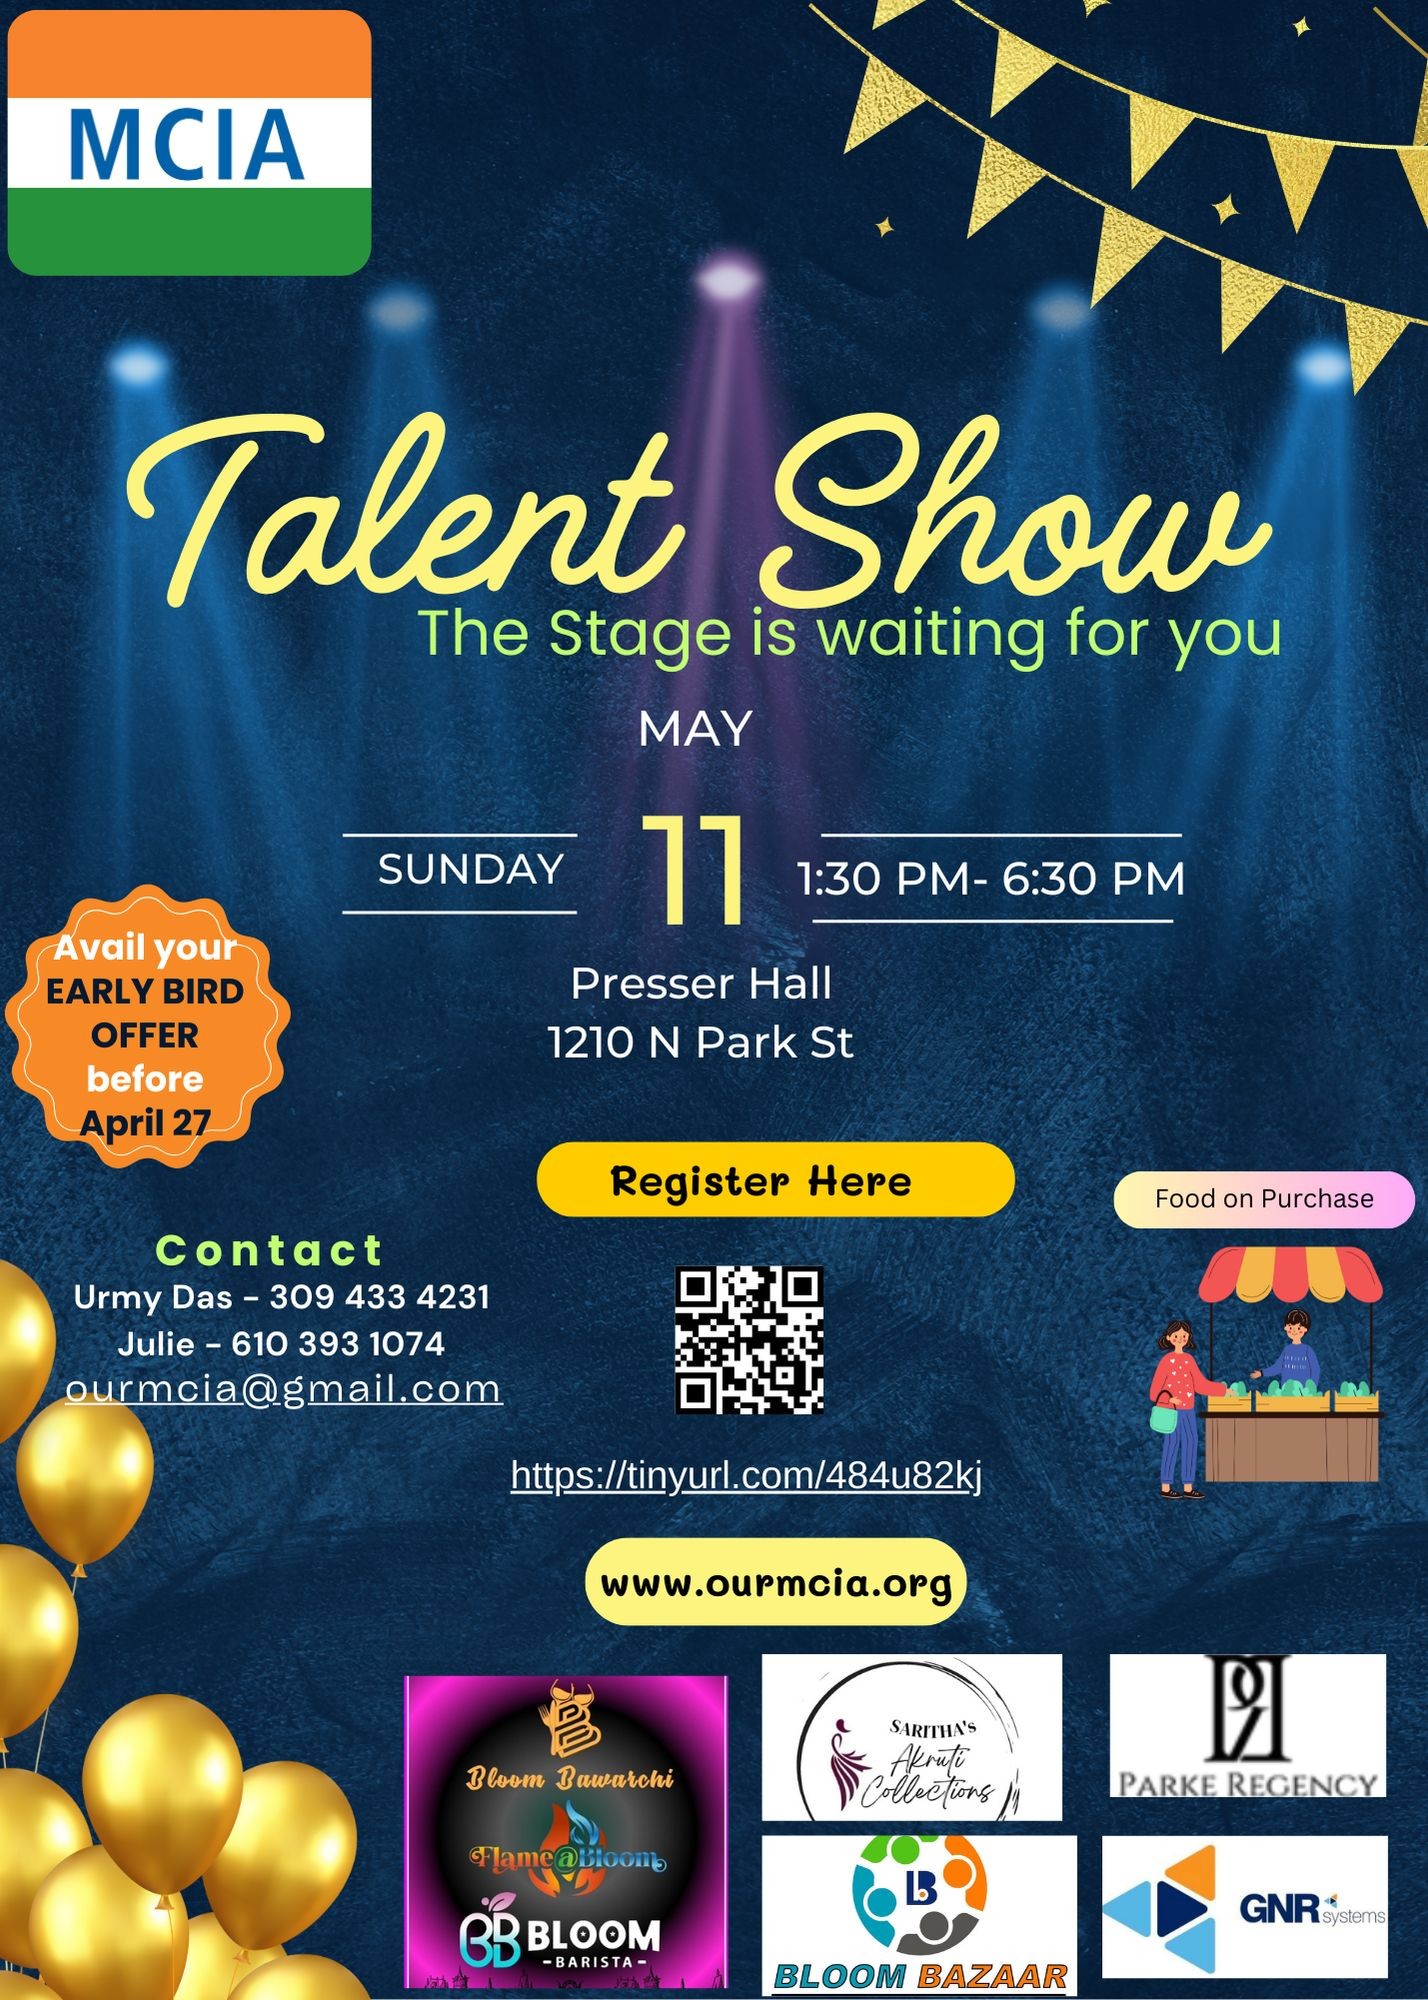 MCIA
Talent Show
The Stage is waiting for you
MAY
SUNDAY
11
1:30 PM- 6:30 PM
Presser Hall
1210 N Park St
Avail your
EARLY BIRD
OFFER
before
April 27
Register Here
Food on Purchase
Contact
Urmy Das - 309 433 4231
Julie - 610 393 1074
ourmcia@gmail.com
https://tinyurl.com/484u82kj
www.ourmcia.org
Bloom Bawarchi
Flame@Bloom
BB BLOOM
-BARISTA-
SARITHA'S
Akruti
Collections
PARKE REGENCY
B
BLOOM BAZAAR
GNR systems